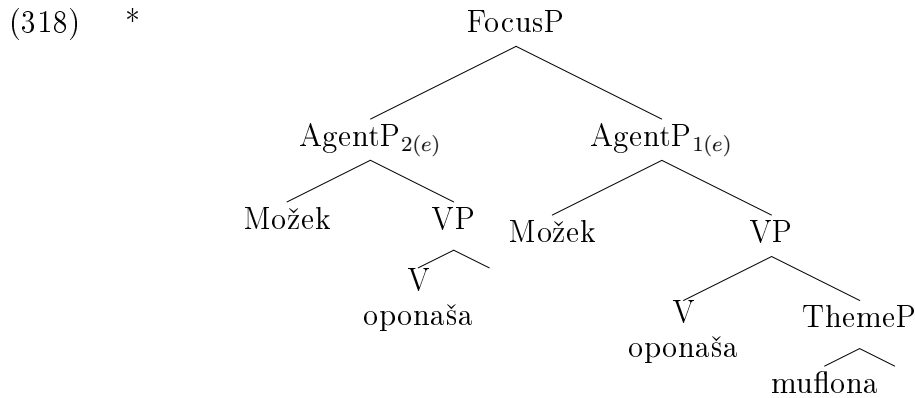 (318) * FocusP
AgentP2(e) AgentP1(e)
Možek VP Možek VP
V V ThemeP
oponaša oponaša muflona